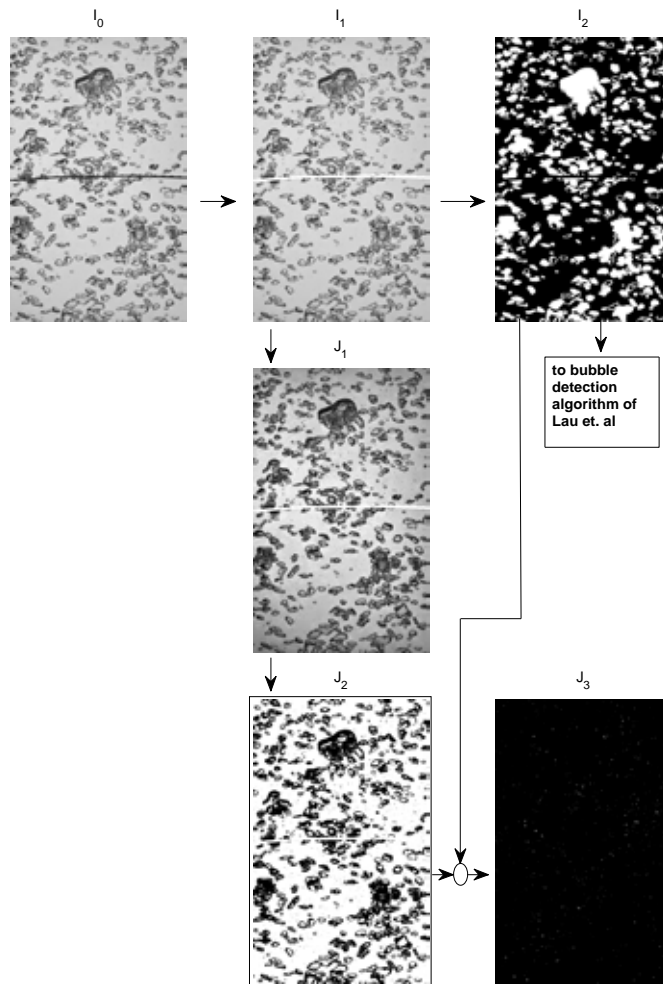 I0
I1
I2
J1
to bubble
detection
algorithm of
Lau et. al
J2
J3